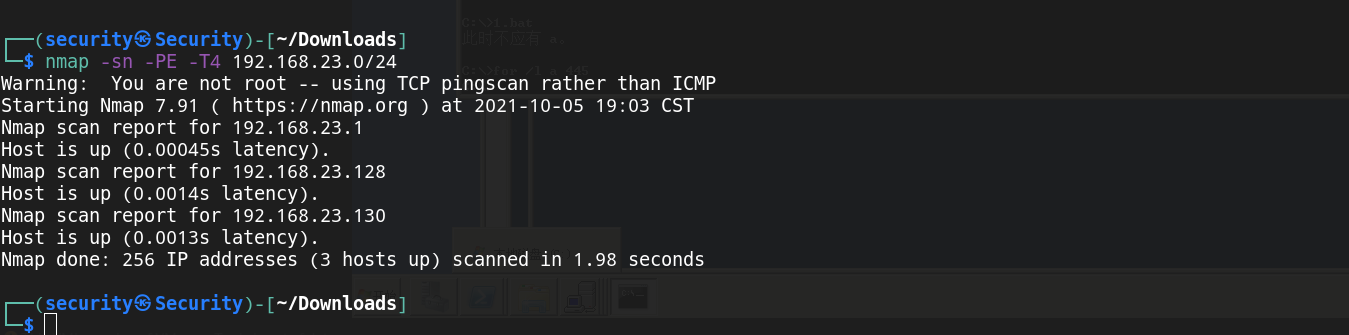 ┌──(security㉿Security)-[~/Downloads]
└─$ nmap -sn -PE -T4 192.168.23.0/24
Warning:  You are not root -- using TCP pingscan rather than ICMP
Starting Nmap 7.91 ( https://nmap.org ) at 2021-10-05 19:03 CST
Nmap scan report for 192.168.23.1
Host is up (0.00045s latency).
Nmap scan report for 192.168.23.128
Host is up (0.0014s latency).
Nmap scan report for 192.168.23.130
Host is up (0.0013s latency).
Nmap done: 256 IP addresses (3 hosts up) scanned in 1.98 seconds
┌──(security㉿Security)-[~/Downloads]
└─$